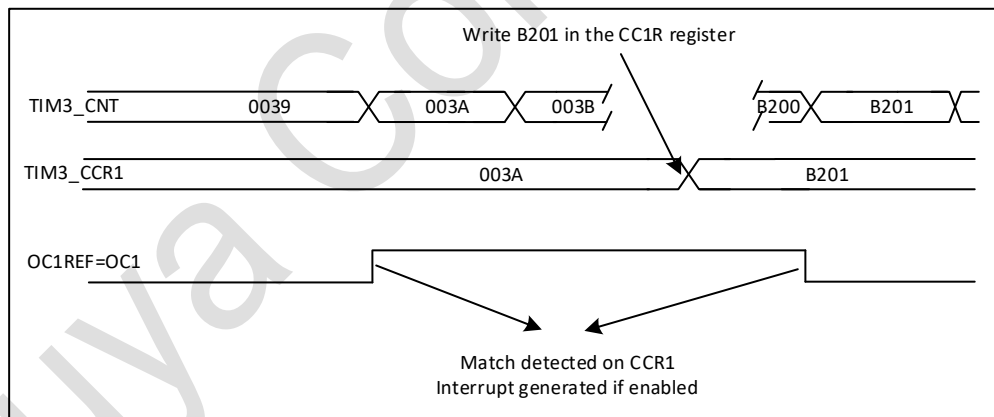 Write B201 in the CC1R register
TIM3_CNT 0039 003A 003B B200 B201
TIM3_CCR1 003A B201
OC1REF=OC1
Match detected on CCR1
Interrupt generated if enabled